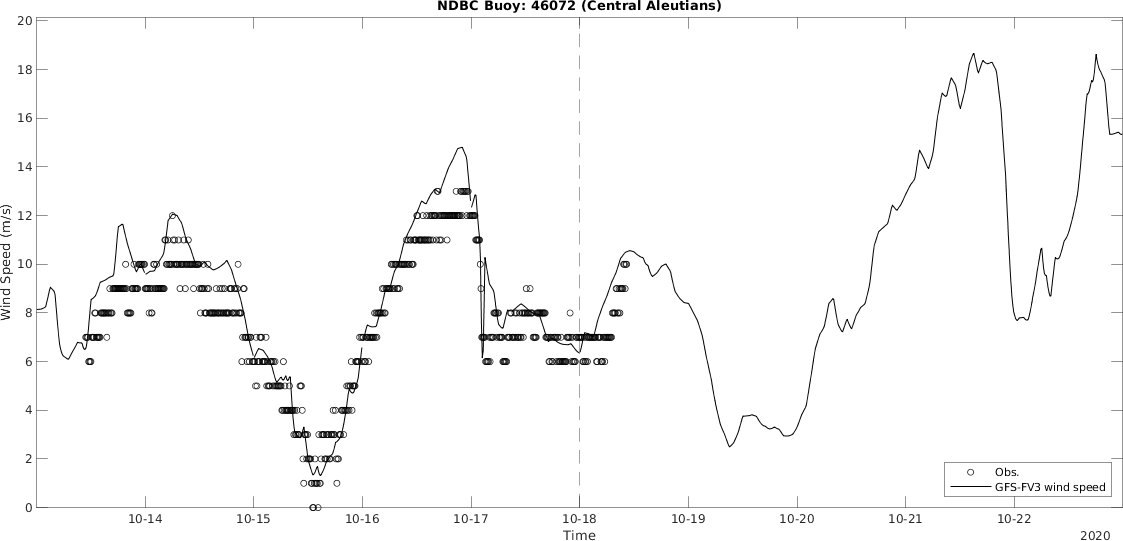 NDBC Buoy: 46072 (Central Aleutians)
20
18
16
14
12
10
8
6
4
2
0
Wind Speed (m/s)
Obs.
GFS-FV3 wind speed
10-14 10-15 10-16 10-17 10-18 10-19 10-20 10-21 10-22
Time
2020